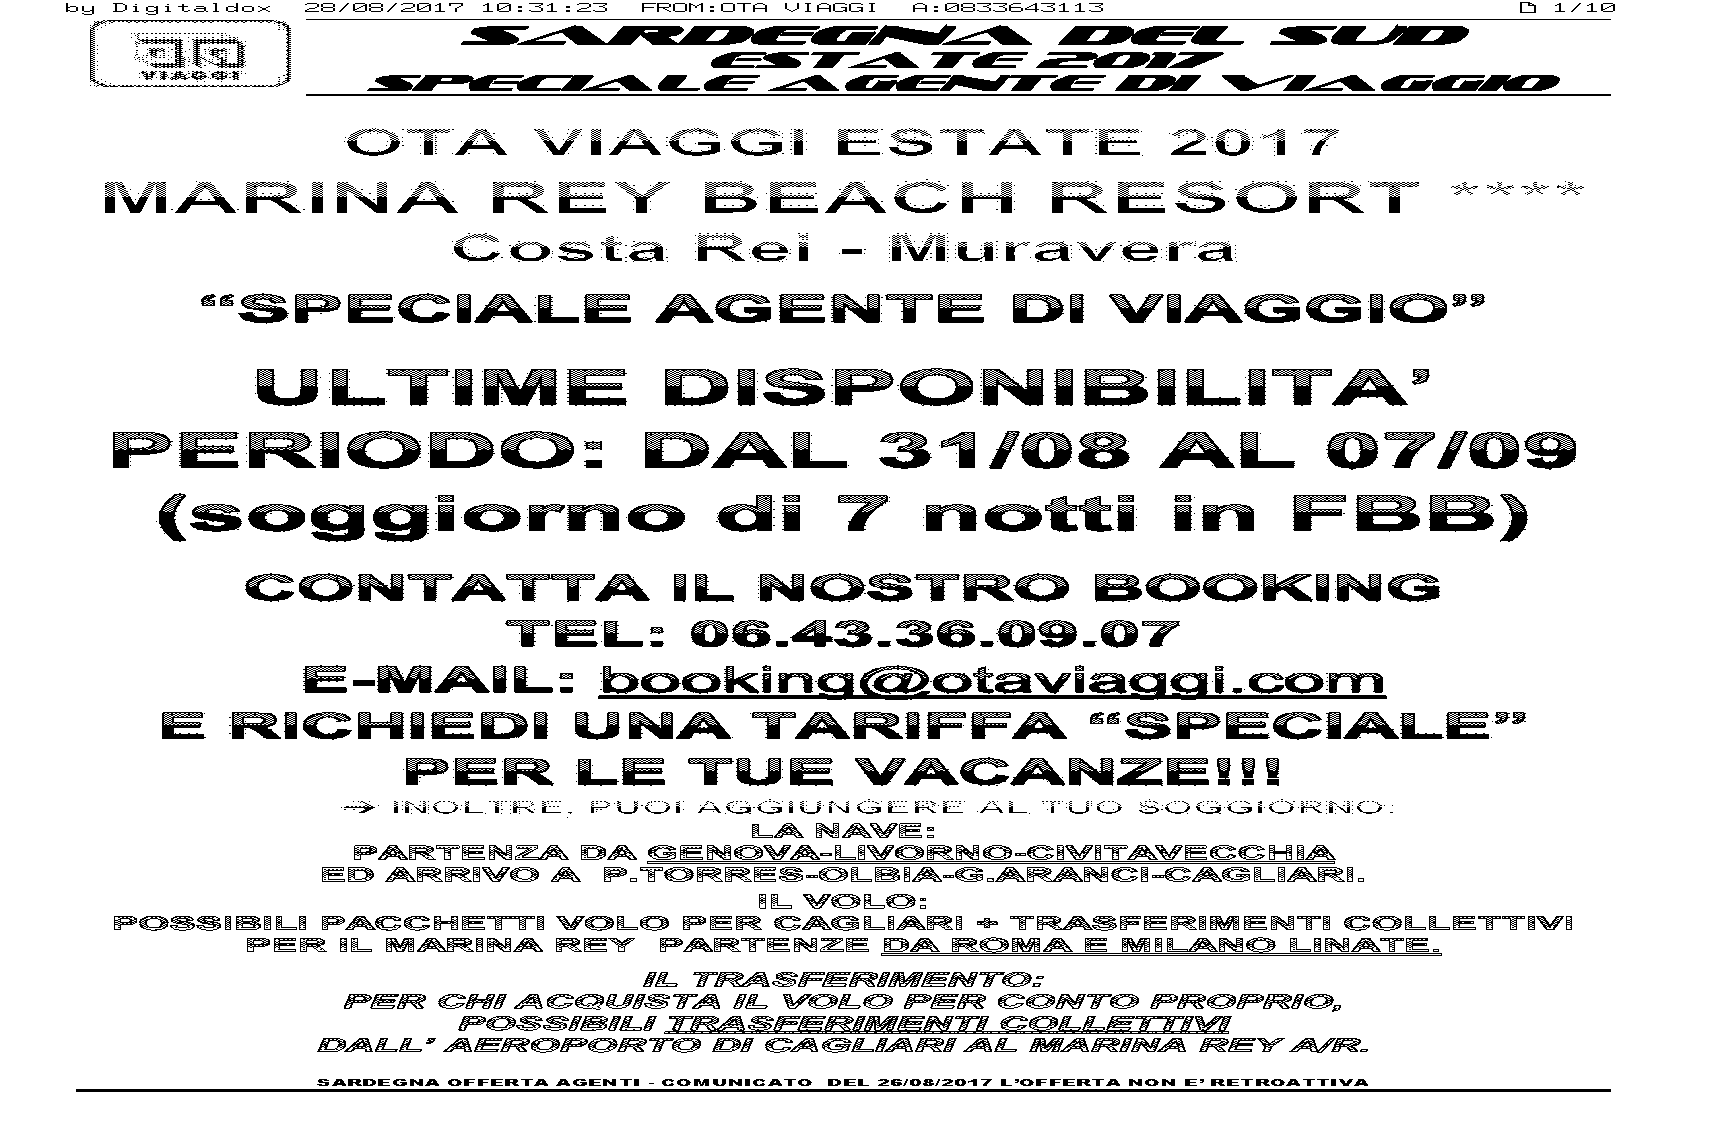 by Digitaldox 28/08/2017 10:31:23 FROM:OTA VIAGGI A:0833643113 1/10
VIAGGI
SARDEGNA DEL SUD
ESTATE 2017
SPECIALE AGENTE DI VIAGGIO
OTA VIAGGI ESTATE 2017
MARINA REY BEACH RESORT ****
Costa Rei - Muravera
“SPECIALE AGENTE DI VIAGGIO”
ULTIME DISPONIBILITA’
PERIODO: DAL 31/08 AL 07/09
(soggiorno di 7 notti in FBB)
CONTATTA IL NOSTRO BOOKING
TEL: 06.43.36.09.07
E-MAIL: booking@otaviaggi.com
E RICHIEDI UNA TARIFFA “SPECIALE”
PER LE TUE VACANZE!!!
→ INOLTRE, PUOI AGGIUNGERE AL TUO SOGGIORNO:
LA NAVE:
PARTENZA DA GENOVA-LIVORNO-CIVITAVECCHIA
ED ARRIVO A P.TORRES-OLBIA-G.ARANCI-CAGLIARI.
IL VOLO:
POSSIBILI PACCHETTI VOLO PER CAGLIARI + TRASFERIMENTI COLLETTIVI
PER IL MARINA REY PARTENZE DA ROMA E MILANO LINATE.
IL TRASFERIMENTO:
PER CHI ACQUISTA IL VOLO PER CONTO PROPRIO,
POSSIBILI TRASFERIMENTI COLLETTIVI
DALL’ AEROPORTO DI CAGLIARI AL MARINA REY A/R.
SARDEGNA OFFERTA AGENTI - COMUNICATO DEL 26/08/2017 L’OFFERTA NON E’ RETROATTIVA